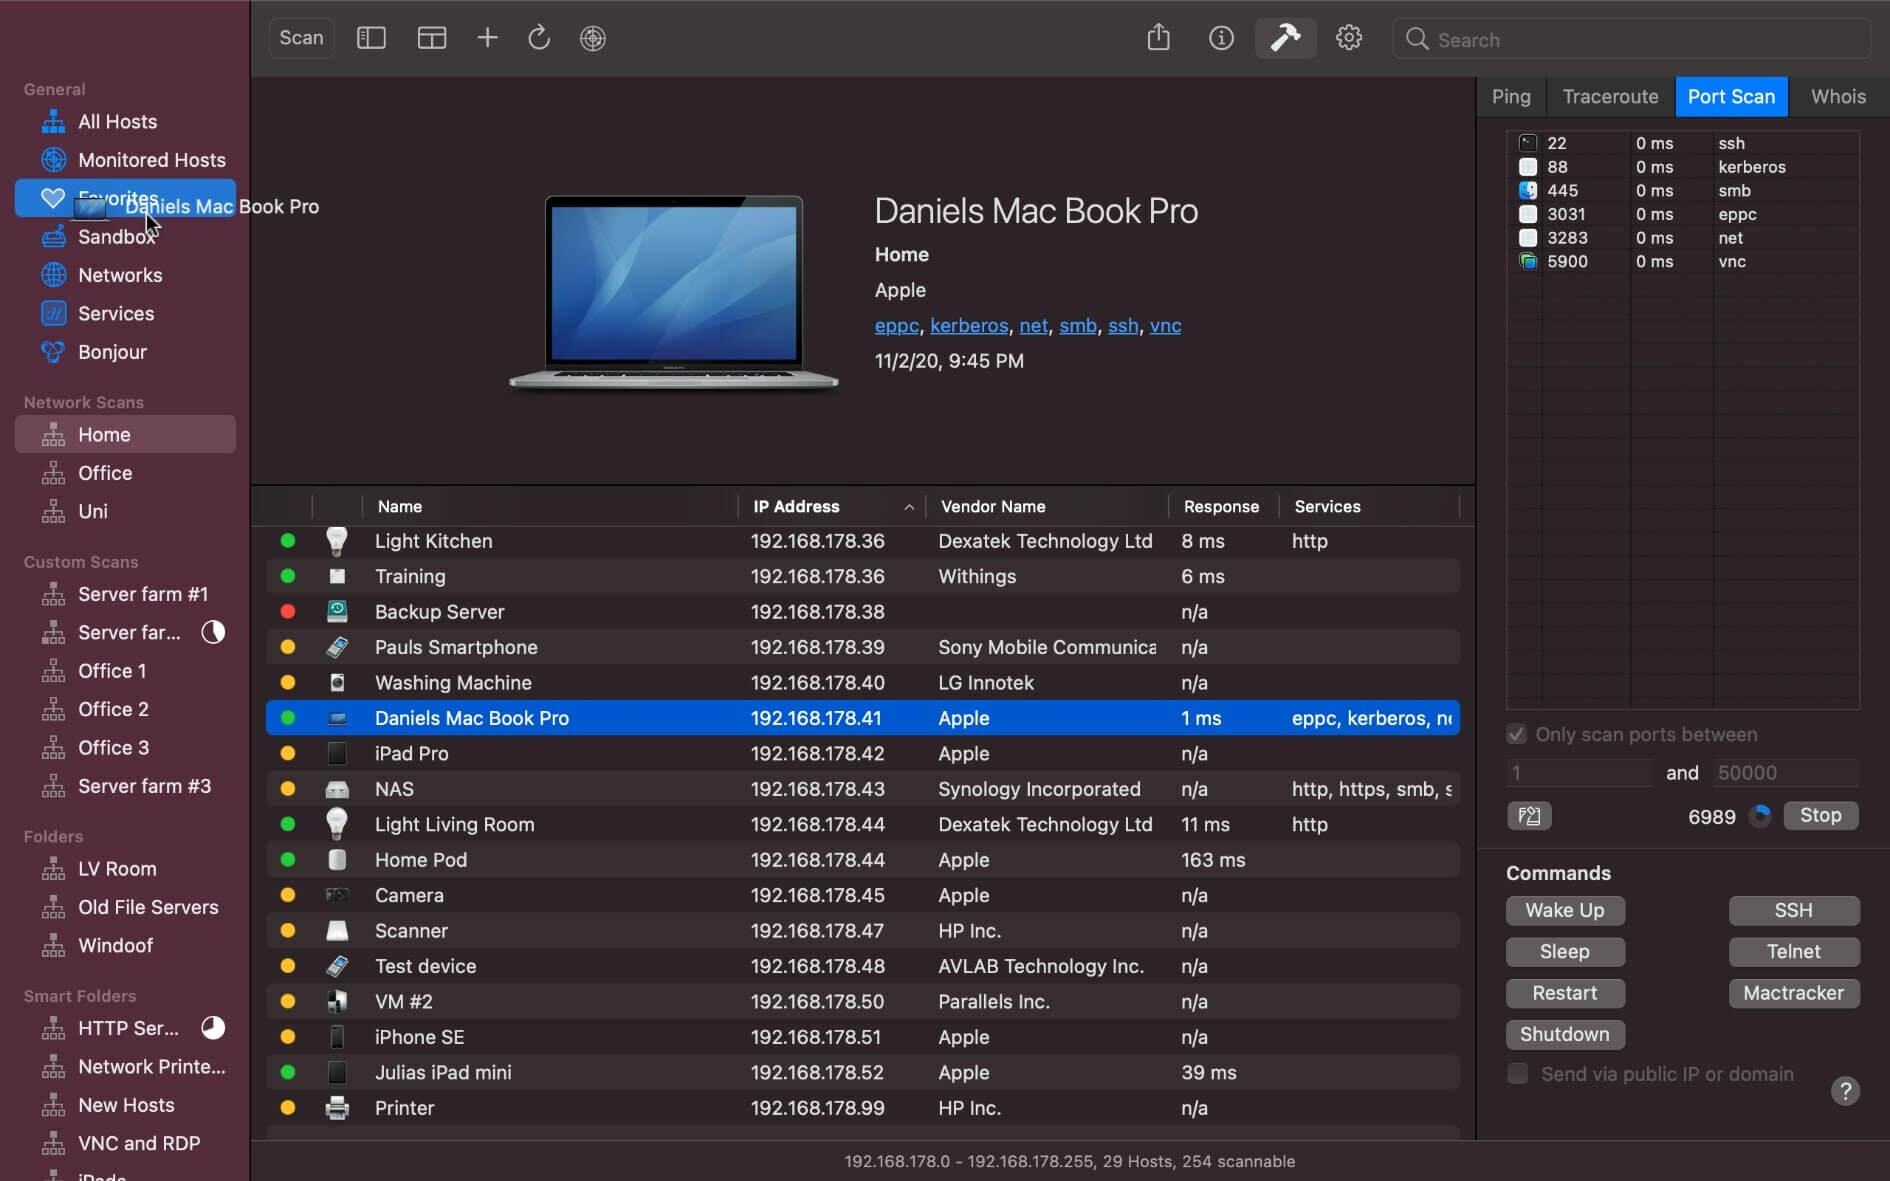 Scan
Search
General
All Hosts
Monitored Hosts
Favorites
Daniels Mac Book Pro
Sandbox
Networks
Services
Bonjour
Network Scans
Home
Office
Uni
Custom Scans
Server farm #1
Server far...
Office 1
Office 2
Office 3
Server farm #3
Folders
LV Room
Old File Servers
Windoof
Smart Folders
HTTP Ser...
Network Printe...
New Hosts
VNC and RDP
iPads
Daniels Mac Book Pro
Home
Apple
eppc, kerberos, net, smb, ssh, vnc
11/2/20, 9:45 PM
Name IP Address Vendor Name Response Services
Light Kitchen 192.168.178.36 Dexatek Technology Ltd 8 ms http
Training 192.168.178.36 Withings 6 ms
Backup Server 192.168.178.38 n/a
Pauls Smartphone 192.168.178.39 Sony Mobile Communica n/a
Washing Machine 192.168.178.40 LG Innotek n/a
Daniels Mac Book Pro 192.168.178.41 Apple 1 ms eppc, kerberos, ne
iPad Pro 192.168.178.42 Apple n/a
NAS 192.168.178.43 Synology Incorporated n/a http, https, smb, s
Light Living Room 192.168.178.44 Dexatek Technology Ltd 11 ms http
Home Pod 192.168.178.44 Apple 163 ms
Camera 192.168.178.45 Apple n/a
Scanner 192.168.178.47 HP Inc. n/a
Test device 192.168.178.48 AVLAB Technology Inc. n/a
VM #2 192.168.178.50 Parallels Inc. n/a
iPhone SE 192.168.178.51 Apple n/a
Julias iPad mini 192.168.178.52 Apple 39 ms
Printer 192.168.178.99 HP Inc. n/a
192.168.178.0 - 192.168.178.255, 29 Hosts, 254 scannable
Ping Traceroute Port Scan Whois
22 0 ms ssh
88 0 ms kerberos
445 0 ms smb
3031 0 ms eppc
3283 0 ms net
5900 0 ms vnc
Only scan ports between
1 and 50000
6989 Stop
Commands
Wake Up SSH
Sleep Telnet
Restart Mactracker
Shutdown
Send via public IP or domain
?